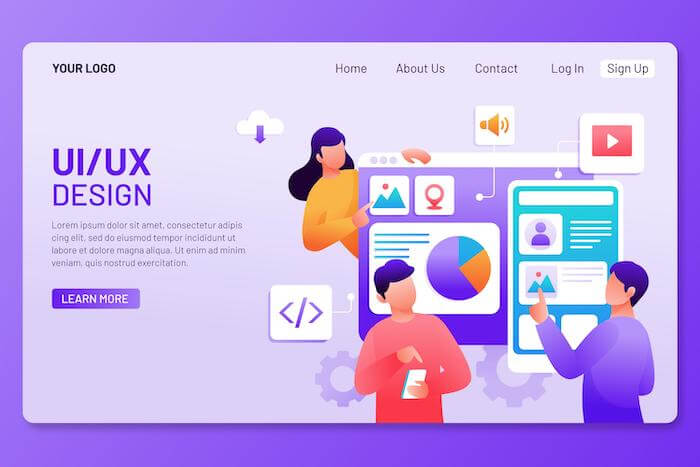 YOUR LOGO
Home About Us Contact Log In Sign Up
UI/UX
DESIGN
Lorem ipsum dolor sit amet, consectetur adipiscing
elit, sed do eiusmod tempor incididunt ut
labore et dolore magna aliqua. Ut enim ad minim
veniam, quis nostrud exercitation.
LEARN MORE
</>